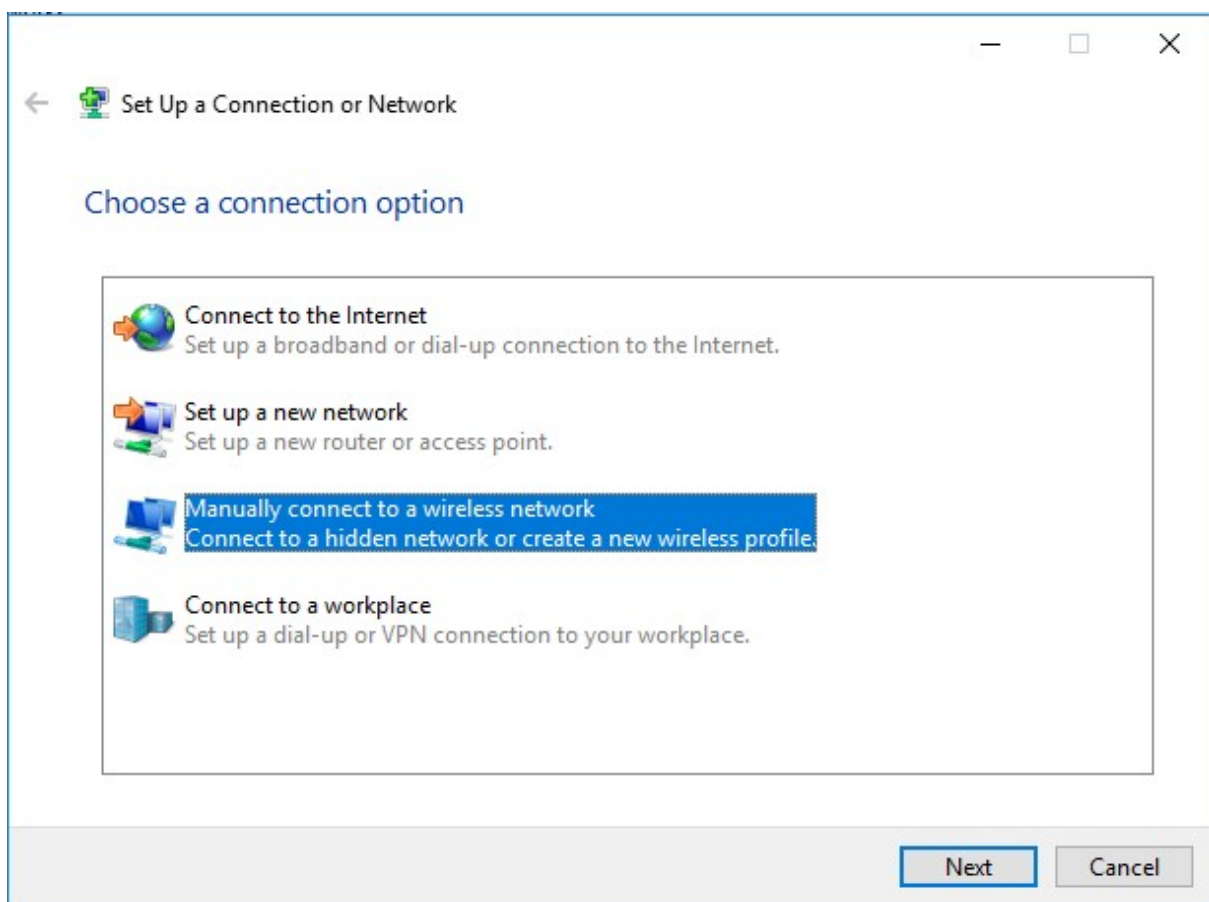 Set Up a Connection or Network
Choose a connection option
Connect to the Internet
Set up a broadband or dial-up connection to the Internet.
Set up a new network
Set up a new router or access point.
Manually connect to a wireless network
Connect to a hidden network or create a new wireless profile.
Connect to a workplace
Set up a dial-up or VPN connection to your workplace.
Next
Cancel